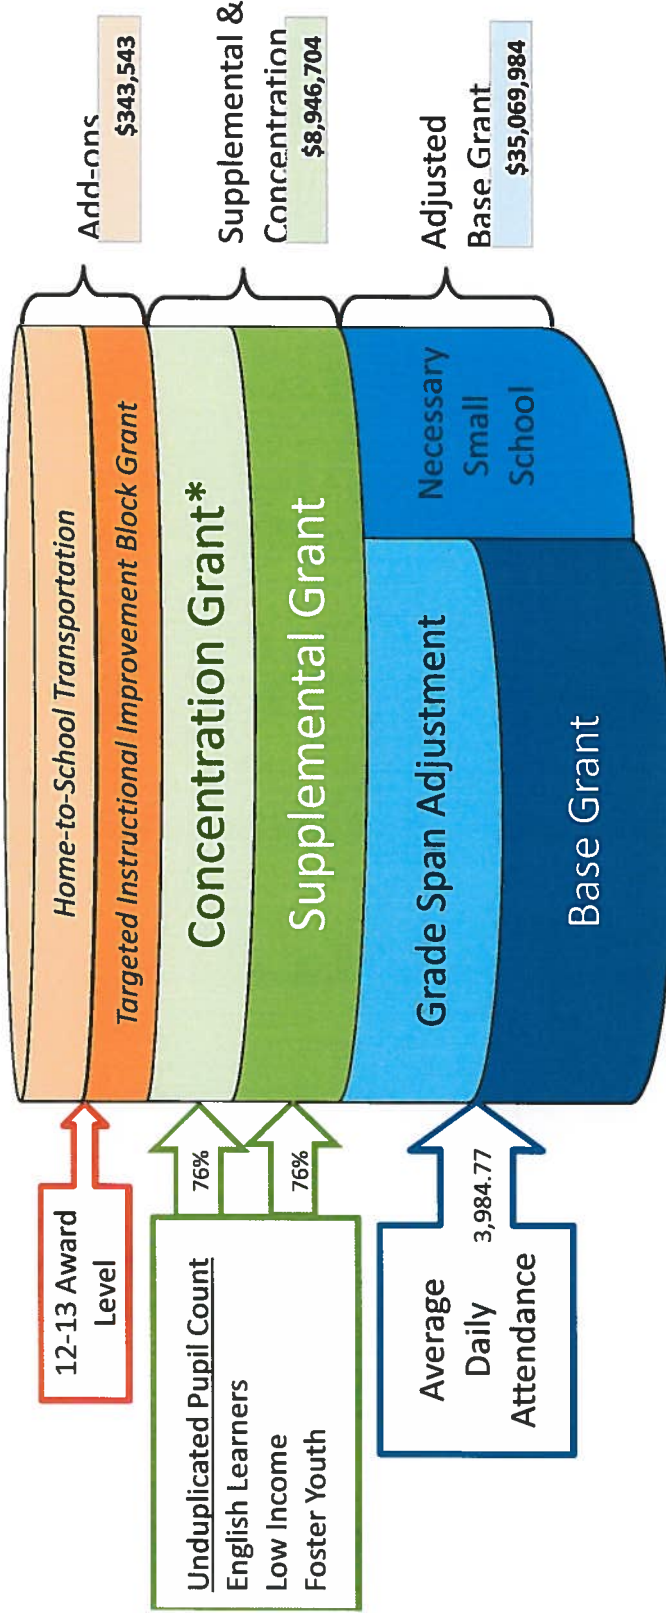 12-13 Award
Level
Unduplicated Pupil Count
English Learners
Low Income
Foster Youth
76%
76%
Average
Daily
Attendance
3,984.77
Home-to-School Transportation
Targeted Instructional Improvement Block Grant
Concentration Grant*
Supplemental Grant
Grade Span Adjustment
Base Grant
Necessary
Small
School
Add-ons
$343,543
Supplemental &
Concentration
$8,946,704
Adjusted
Base Grant
$35,069,984